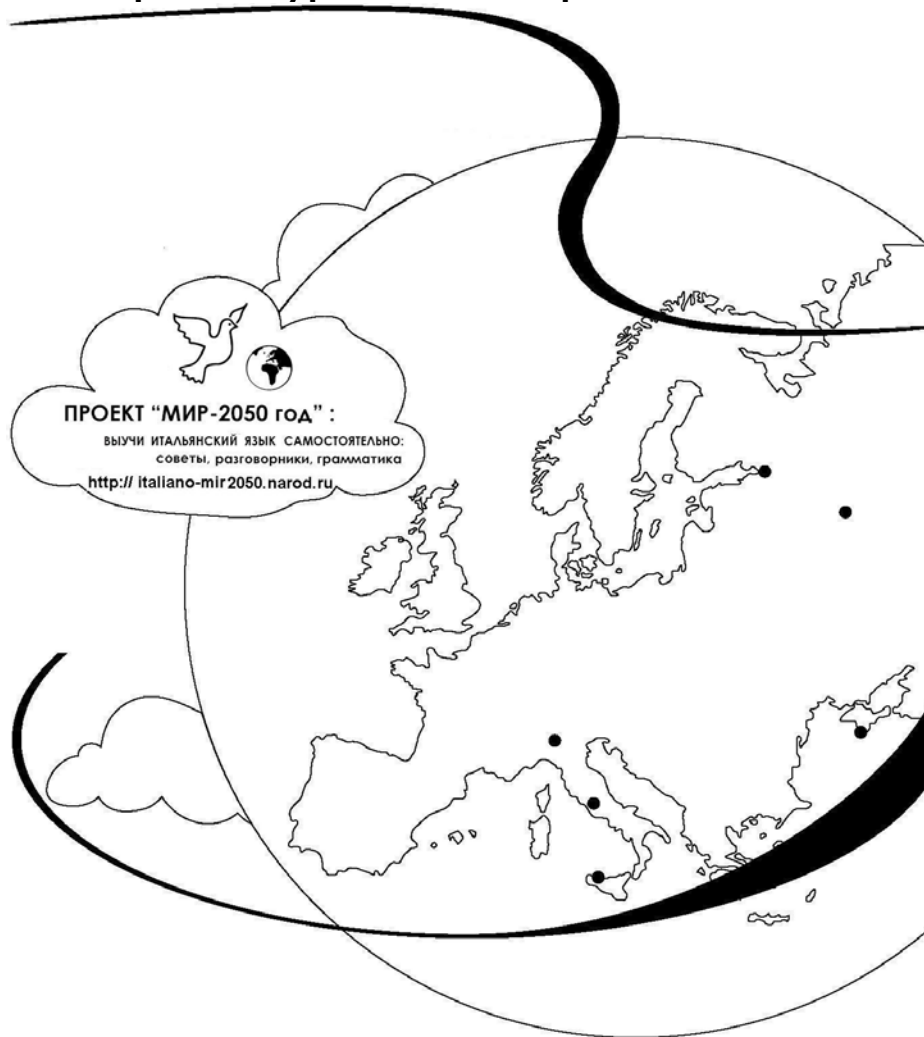 ПРОЕКТ “МИР-2050 год” :
ВЫУЧИ ИТАЛЬЯНСКИЙ ЯЗЫК САМОСТОЯТЕЛЬНО:
советы, разговорники, грамматика
http:// italiano-mir2050.narod.ru